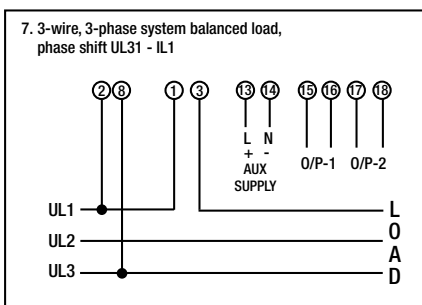 7. 3-wire, 3-phase system balanced load,
phase shift UL31 - IL1
2 8 1 3 13 14 15 16 17 18
L N
+ -
AUX
SUPPLY
O/P-1 O/P-2
UL1
UL2
UL3
L
O
A
D